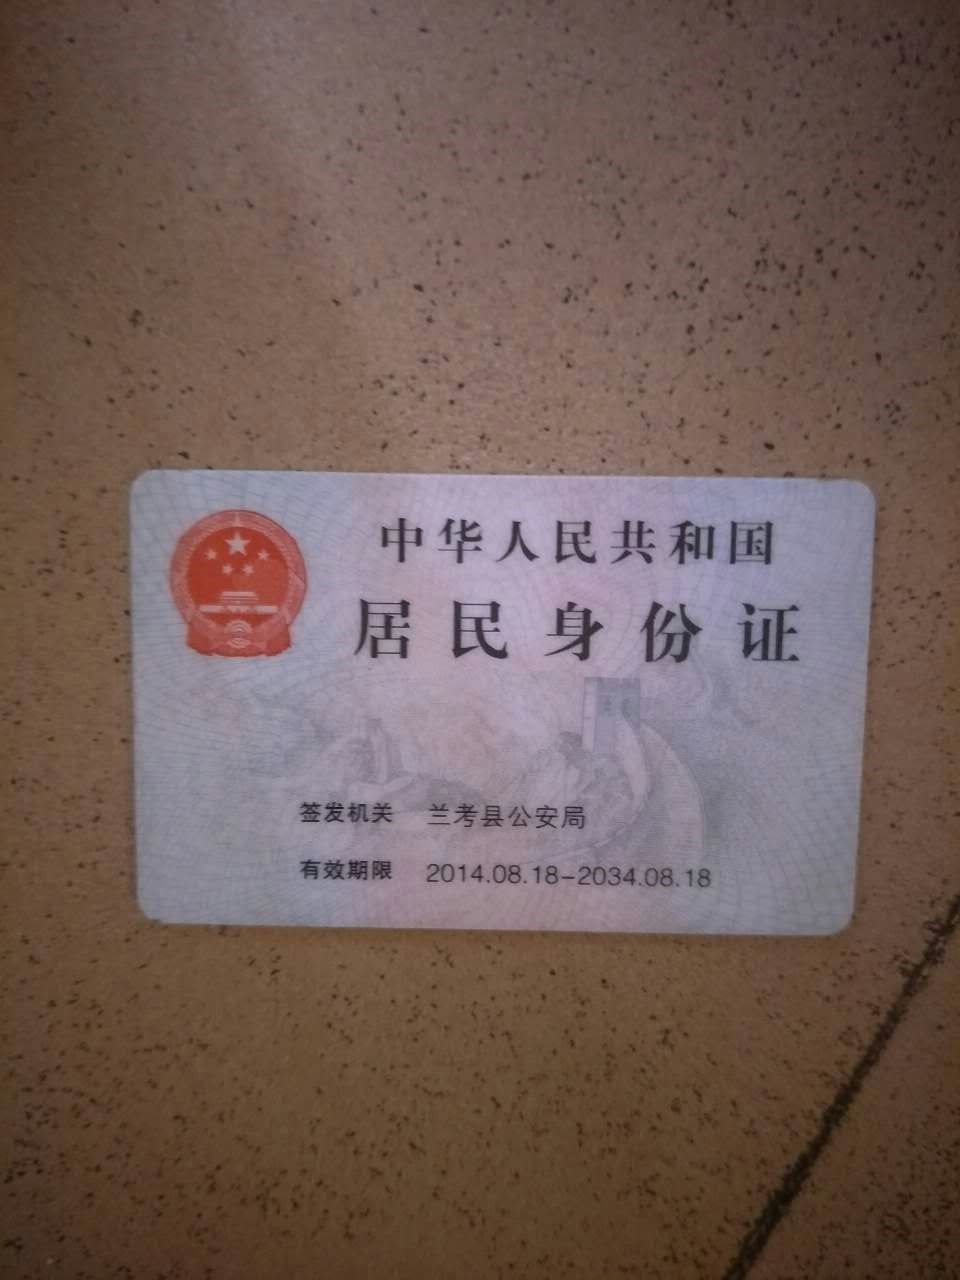 中华人民共和国
居民身份证
签发机关 兰考县公安局
有效期限 2014.08.18-2034.08.18